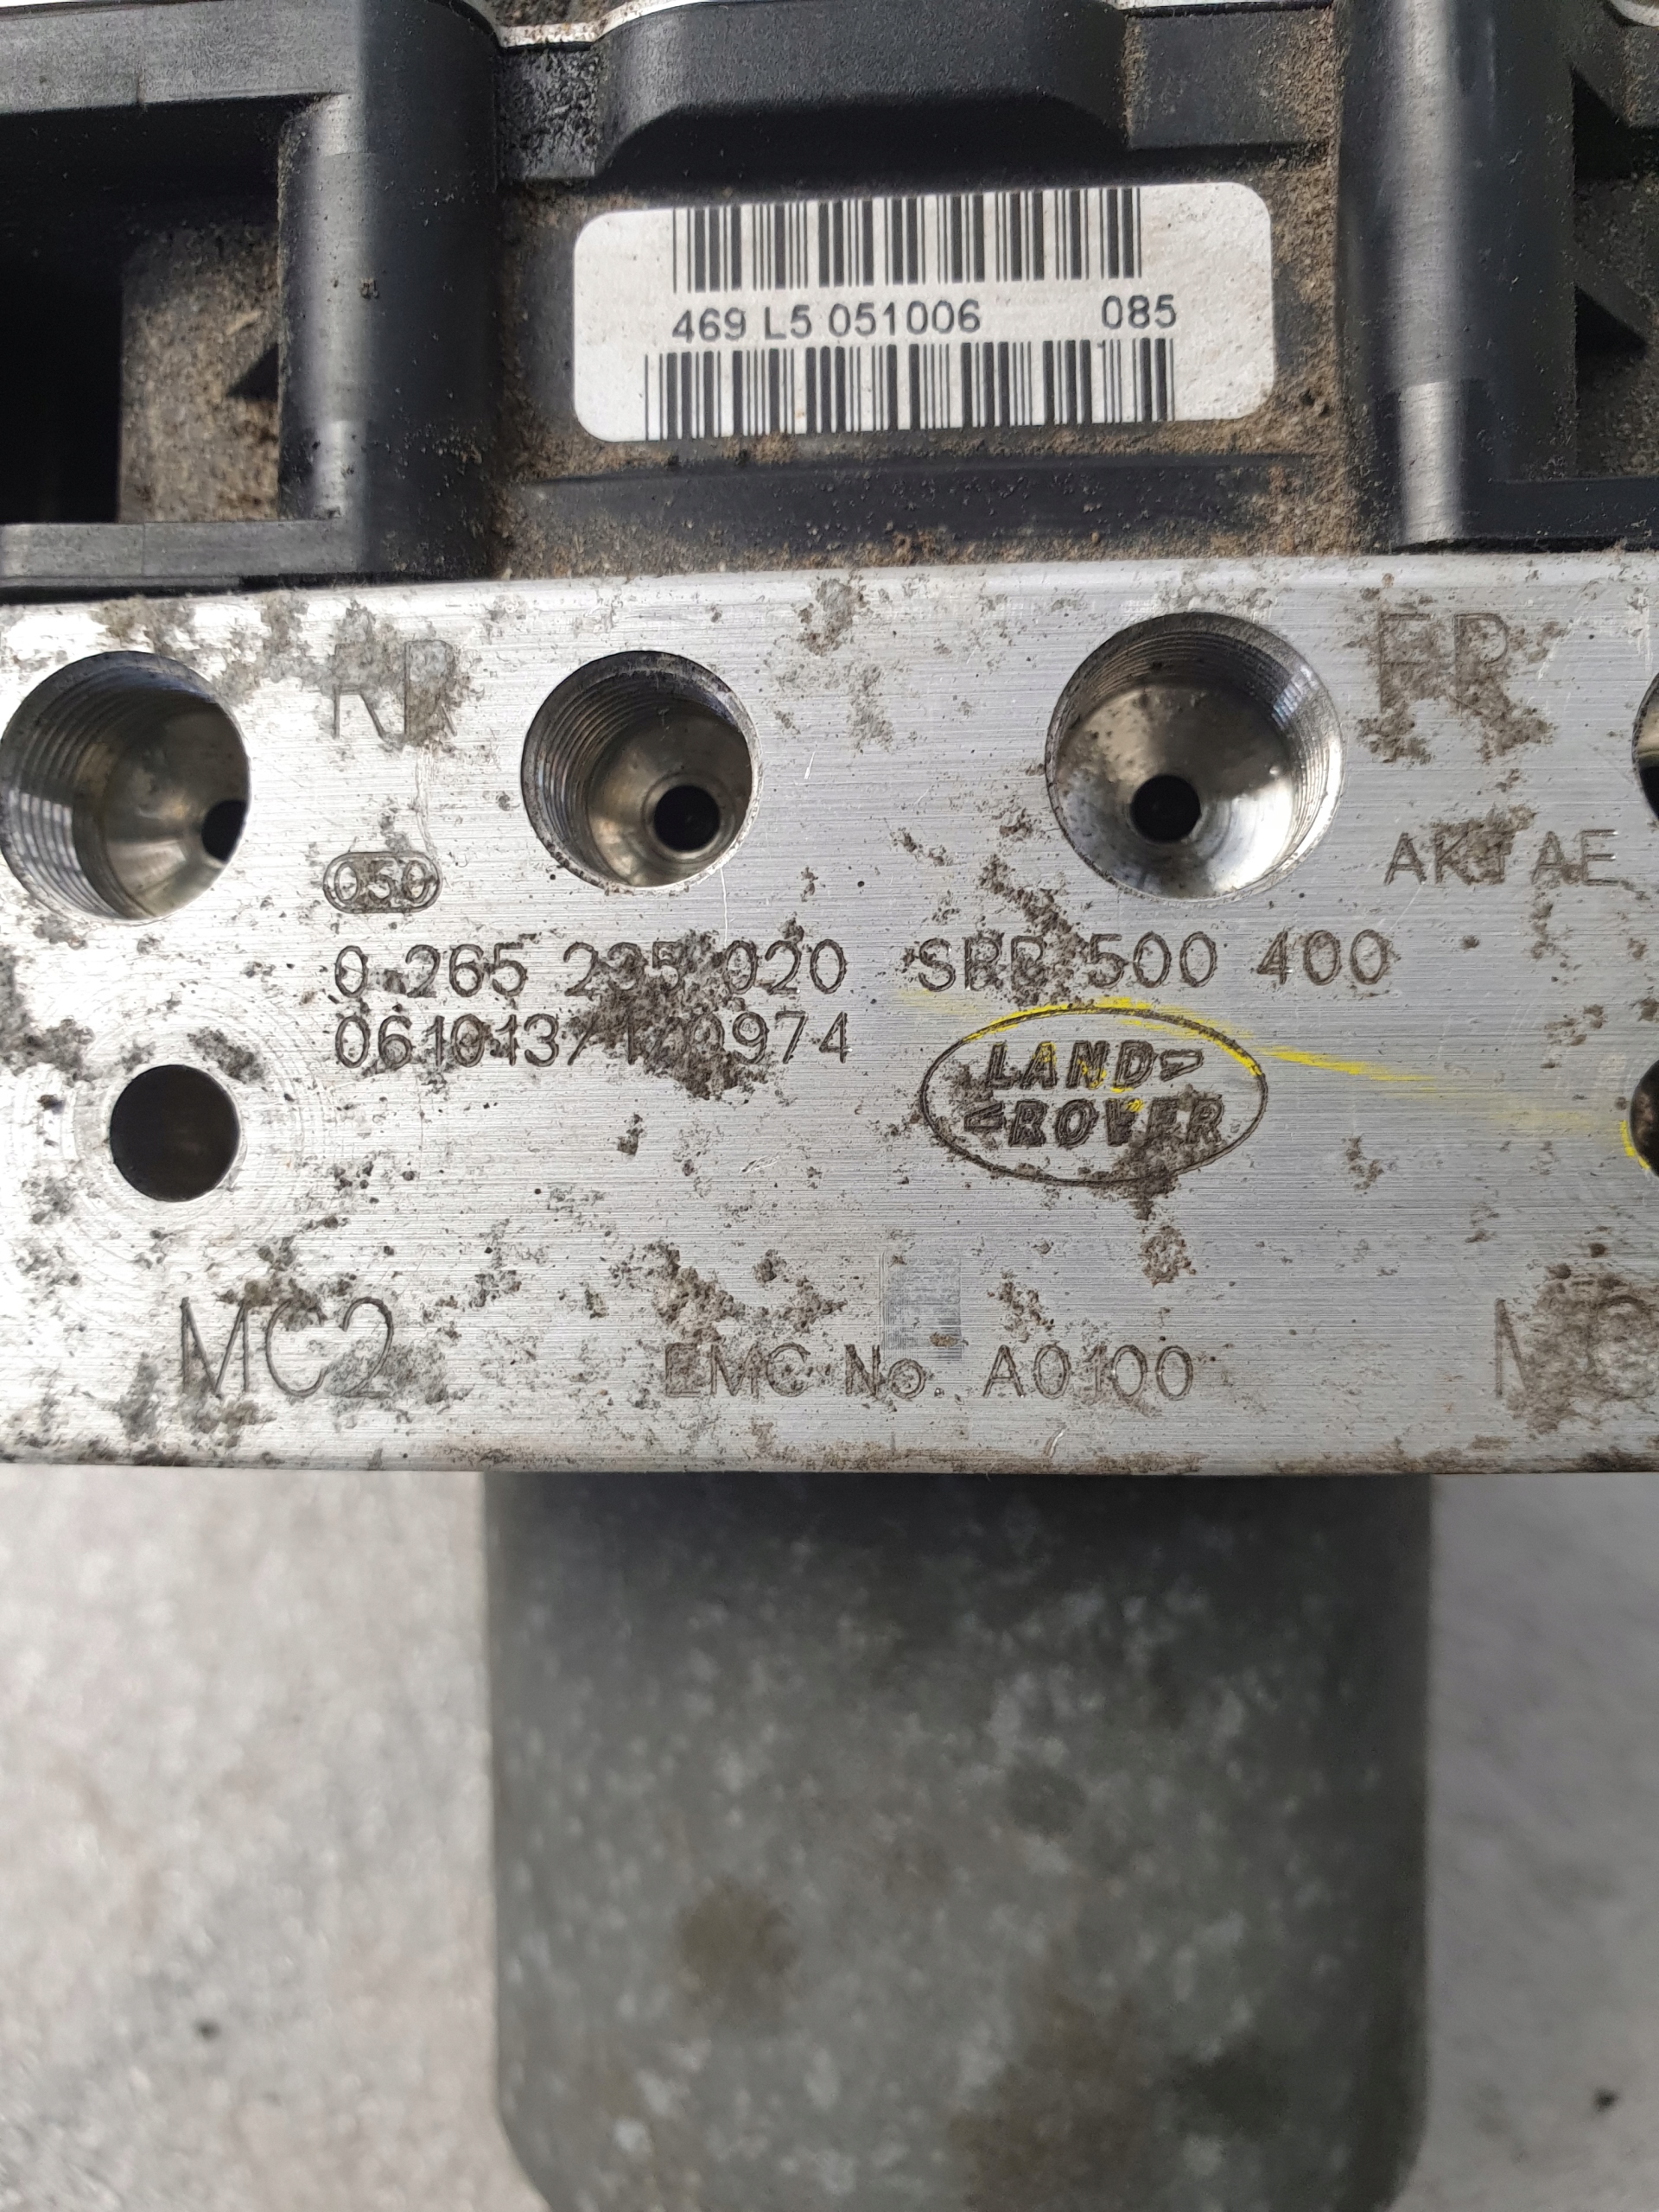 469 L5 051006 085
RR
FR
050
AKTAE
0 265 235 020 SRB 500 400
LAND
ROVER
MC2
EMC No. A0100